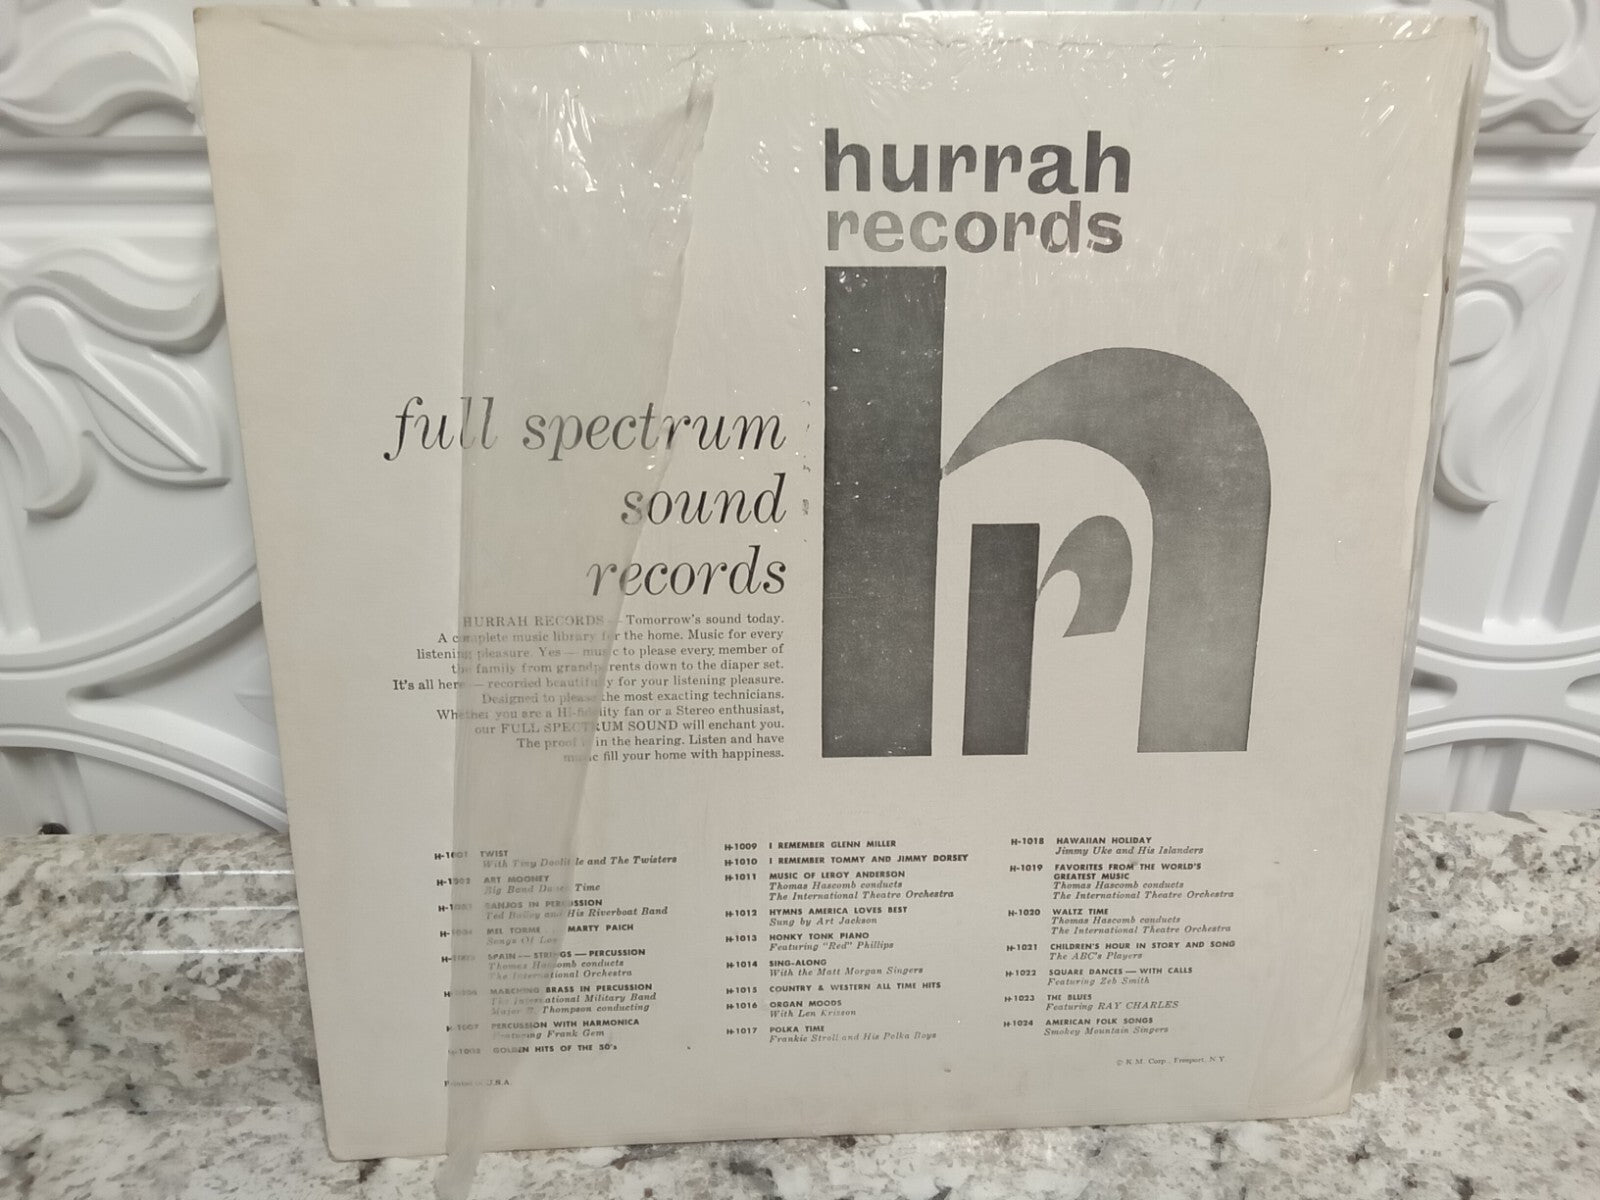 hurrah
records
full spectrum
sound
records
HURRAH RECORDS — Tomorrow's sound today.
A complete music library for the home. Music for every
listening pleasure. Yes — music to please every member of
the family from grandparents down to the diaper set.
It's all here — recorded beautifully for your listening pleasure.
Designed to please the most exacting technicians.
Whether you are a Hi-fidelity fan or a Stereo enthusiast,
our FULL SPECTRUM SOUND will enchant you.
The proof is in the hearing. Listen and have
music fill your home with happiness.
H-1001 TWIST
With Tiny Doolittle and The Twisters
H-1002 ART MOONEY
Big Band Dance Time
H-1003 BANJOS IN PERCUSSION
Ted Bailey and His Riverboat Band
H-1004 MEL TORME . . . MARTY PAICH
Songs Of Love
H-1005 SPAIN — STRINGS — PERCUSSION
Thomas Hascomb conducts
The International Orchestra
H-1006 MARCHING BRASS IN PERCUSSION
The International Military Band
Major Thompson conducting
H-1007 PERCUSSION WITH HARMONICA
Featuring Frank Gem
H-1008 GOLDEN HITS OF THE 50's
H-1009 I REMEMBER GLENN MILLER
H-1010 I REMEMBER TOMMY AND JIMMY DORSEY
H-1011 MUSIC OF LEROY ANDERSON
Thomas Hascomb conducts
The International Theatre Orchestra
H-1012 HYMNS AMERICA LOVES BEST
Sung by Art Jackson
H-1013 HONKY TONK PIANO
Featuring "Red" Phillips
H-1014 SING-ALONG
With the Matt Morgan Singers
H-1015 COUNTRY & WESTERN ALL TIME HITS
H-1016 ORGAN MOODS
With Len Krisson
H-1017 POLKA TIME
Frankie Stroll and His Polka Boys
H-1018 HAWAIIAN HOLIDAY
Jimmy Uke and His Islanders
H-1019 FAVORITES FROM THE WORLD'S
GREATEST MUSIC
Thomas Hascomb conducts
The International Theatre Orchestra
H-1020 WALTZ TIME
Thomas Hascomb conducts
The International Theatre Orchestra
H-1021 CHILDREN'S HOUR IN STORY AND SONG
The ABC's Players
H-1022 SQUARE DANCES — WITH CALLS
Featuring Zeb Smith
H-1023 THE BLUES
Featuring RAY CHARLES
H-1024 AMERICAN FOLK SONGS
Smokey Mountain Singers
© K.M. Corp., Freeport, N.Y.
Printed in U.S.A.